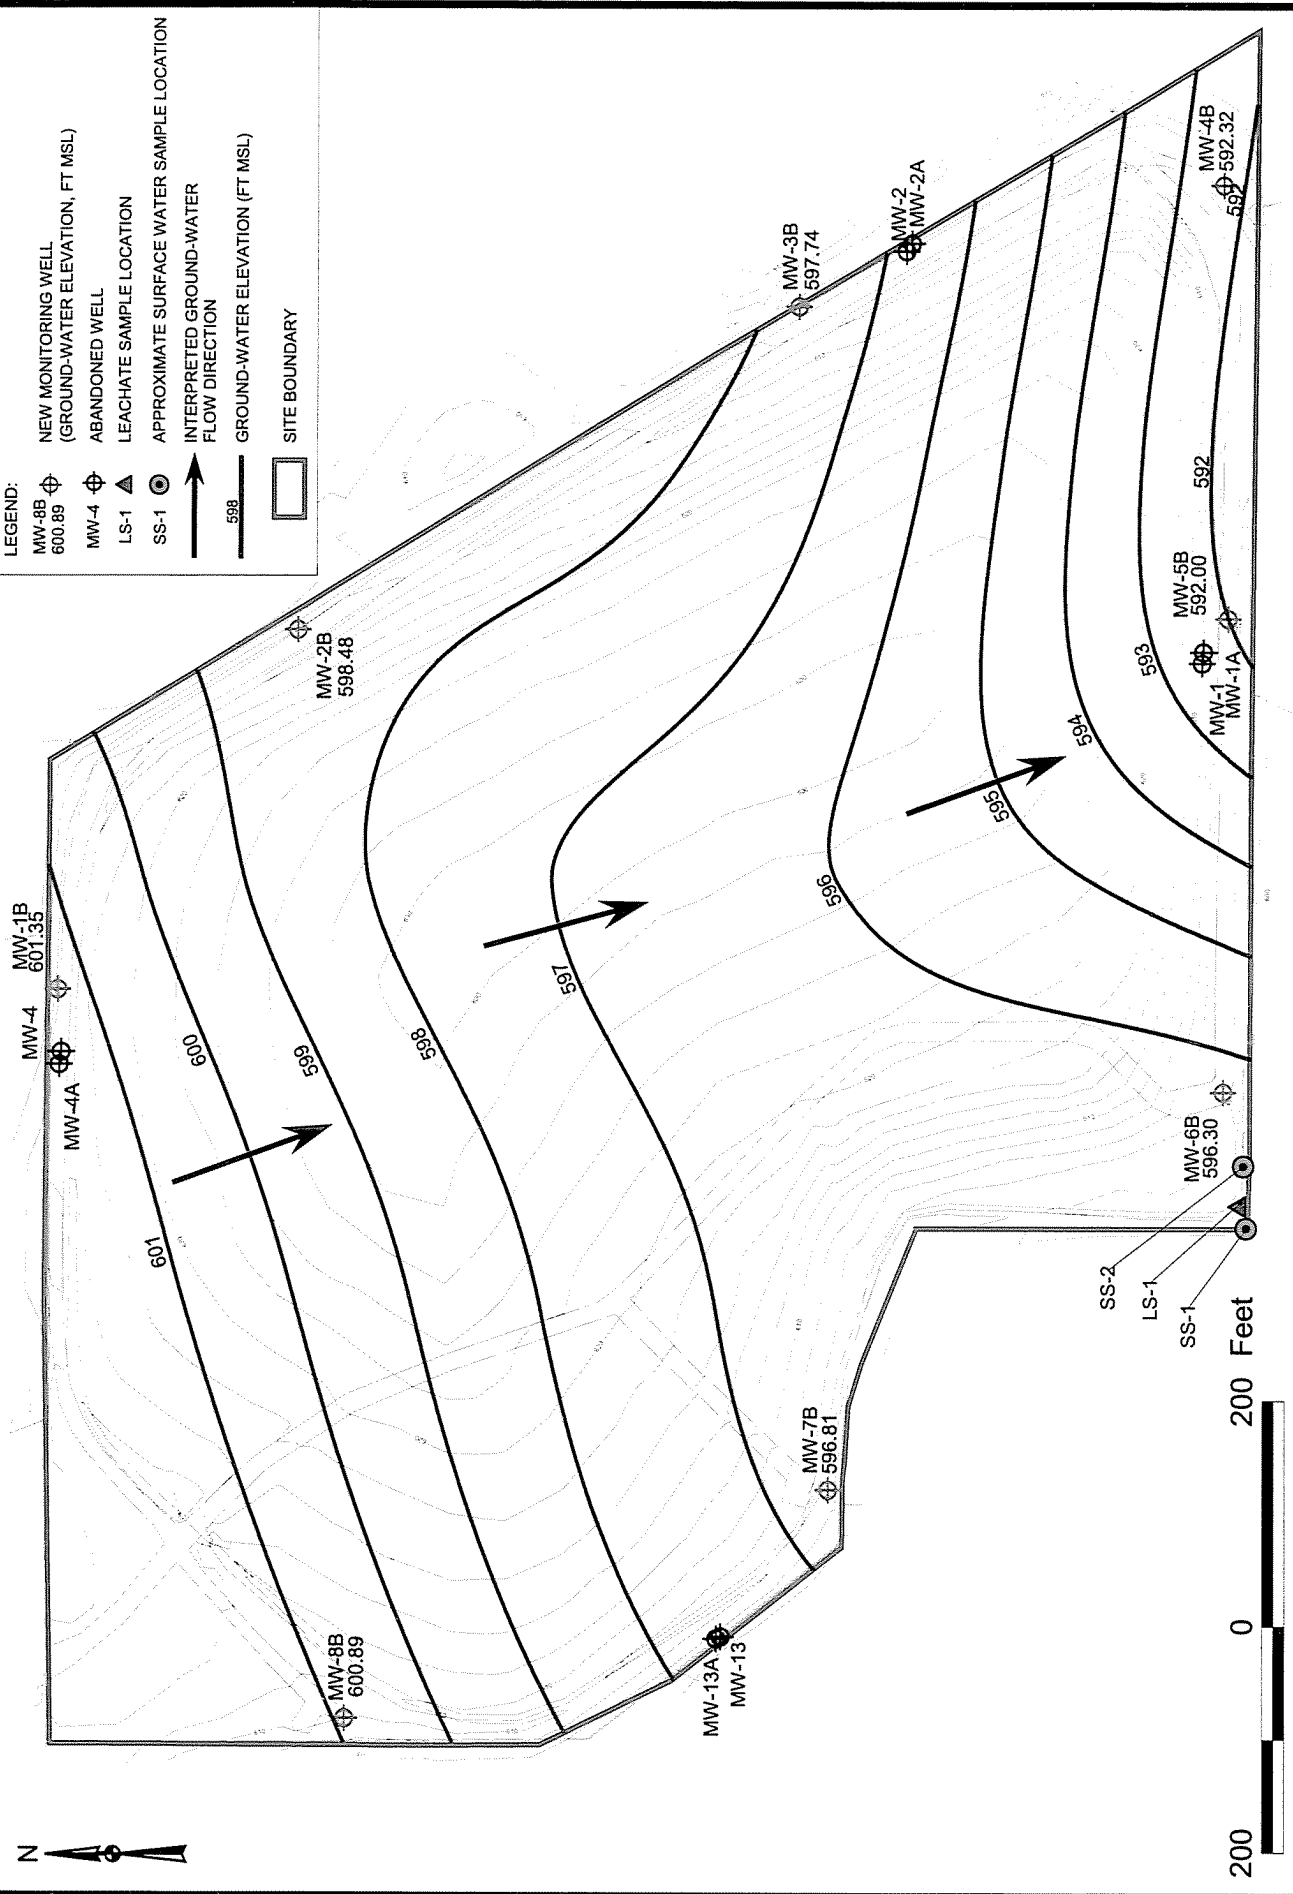 LEGEND:
MW-8B
600.89
NEW MONITORING WELL
(GROUND-WATER ELEVATION, FT MSL)
MW-4
ABANDONED WELL
LS-1
LEACHATE SAMPLE LOCATION
SS-1
APPROXIMATE SURFACE WATER SAMPLE LOCATION
INTERPRETED GROUND-WATER
FLOW DIRECTION
598
GROUND-WATER ELEVATION (FT MSL)
SITE BOUNDARY
N
MW-4
MW-4A
MW-1B
601.35
MW-2B
598.48
MW-3B
597.74
MW-2
MW-2A
MW-4B
592.32
592
MW-5B
592.00
592
MW-1
MW-1A
593
594
595
596
597
598
599
600
601
MW-8B
600.89
MW-13A
MW-13
MW-7B
596.81
MW-6B
596.30
SS-2
LS-1
SS-1
200
0
200 Feet